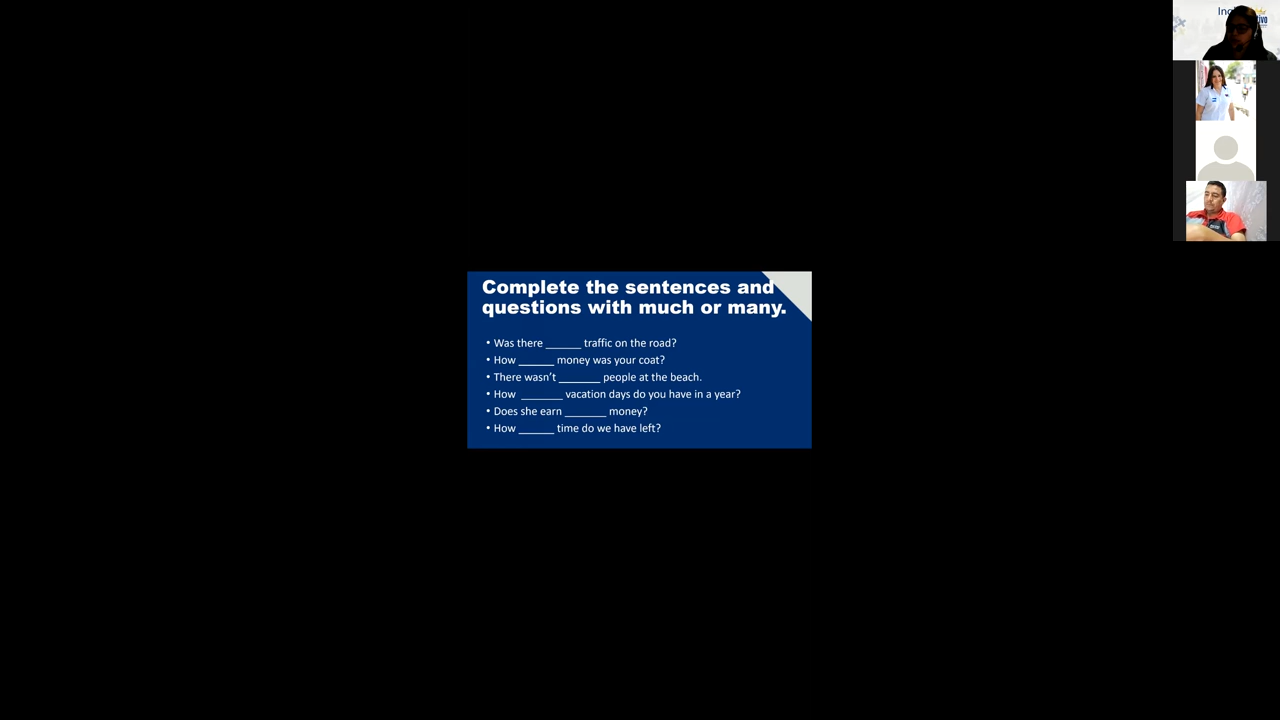 Complete the sentences and
questions with much or many.
• Was there ______ traffic on the road?
• How ______ money was your coat?
• There wasn’t _______ people at the beach.
• How _______ vacation days do you have in a year?
• Does she earn _______ money?
• How ______ time do we have left?